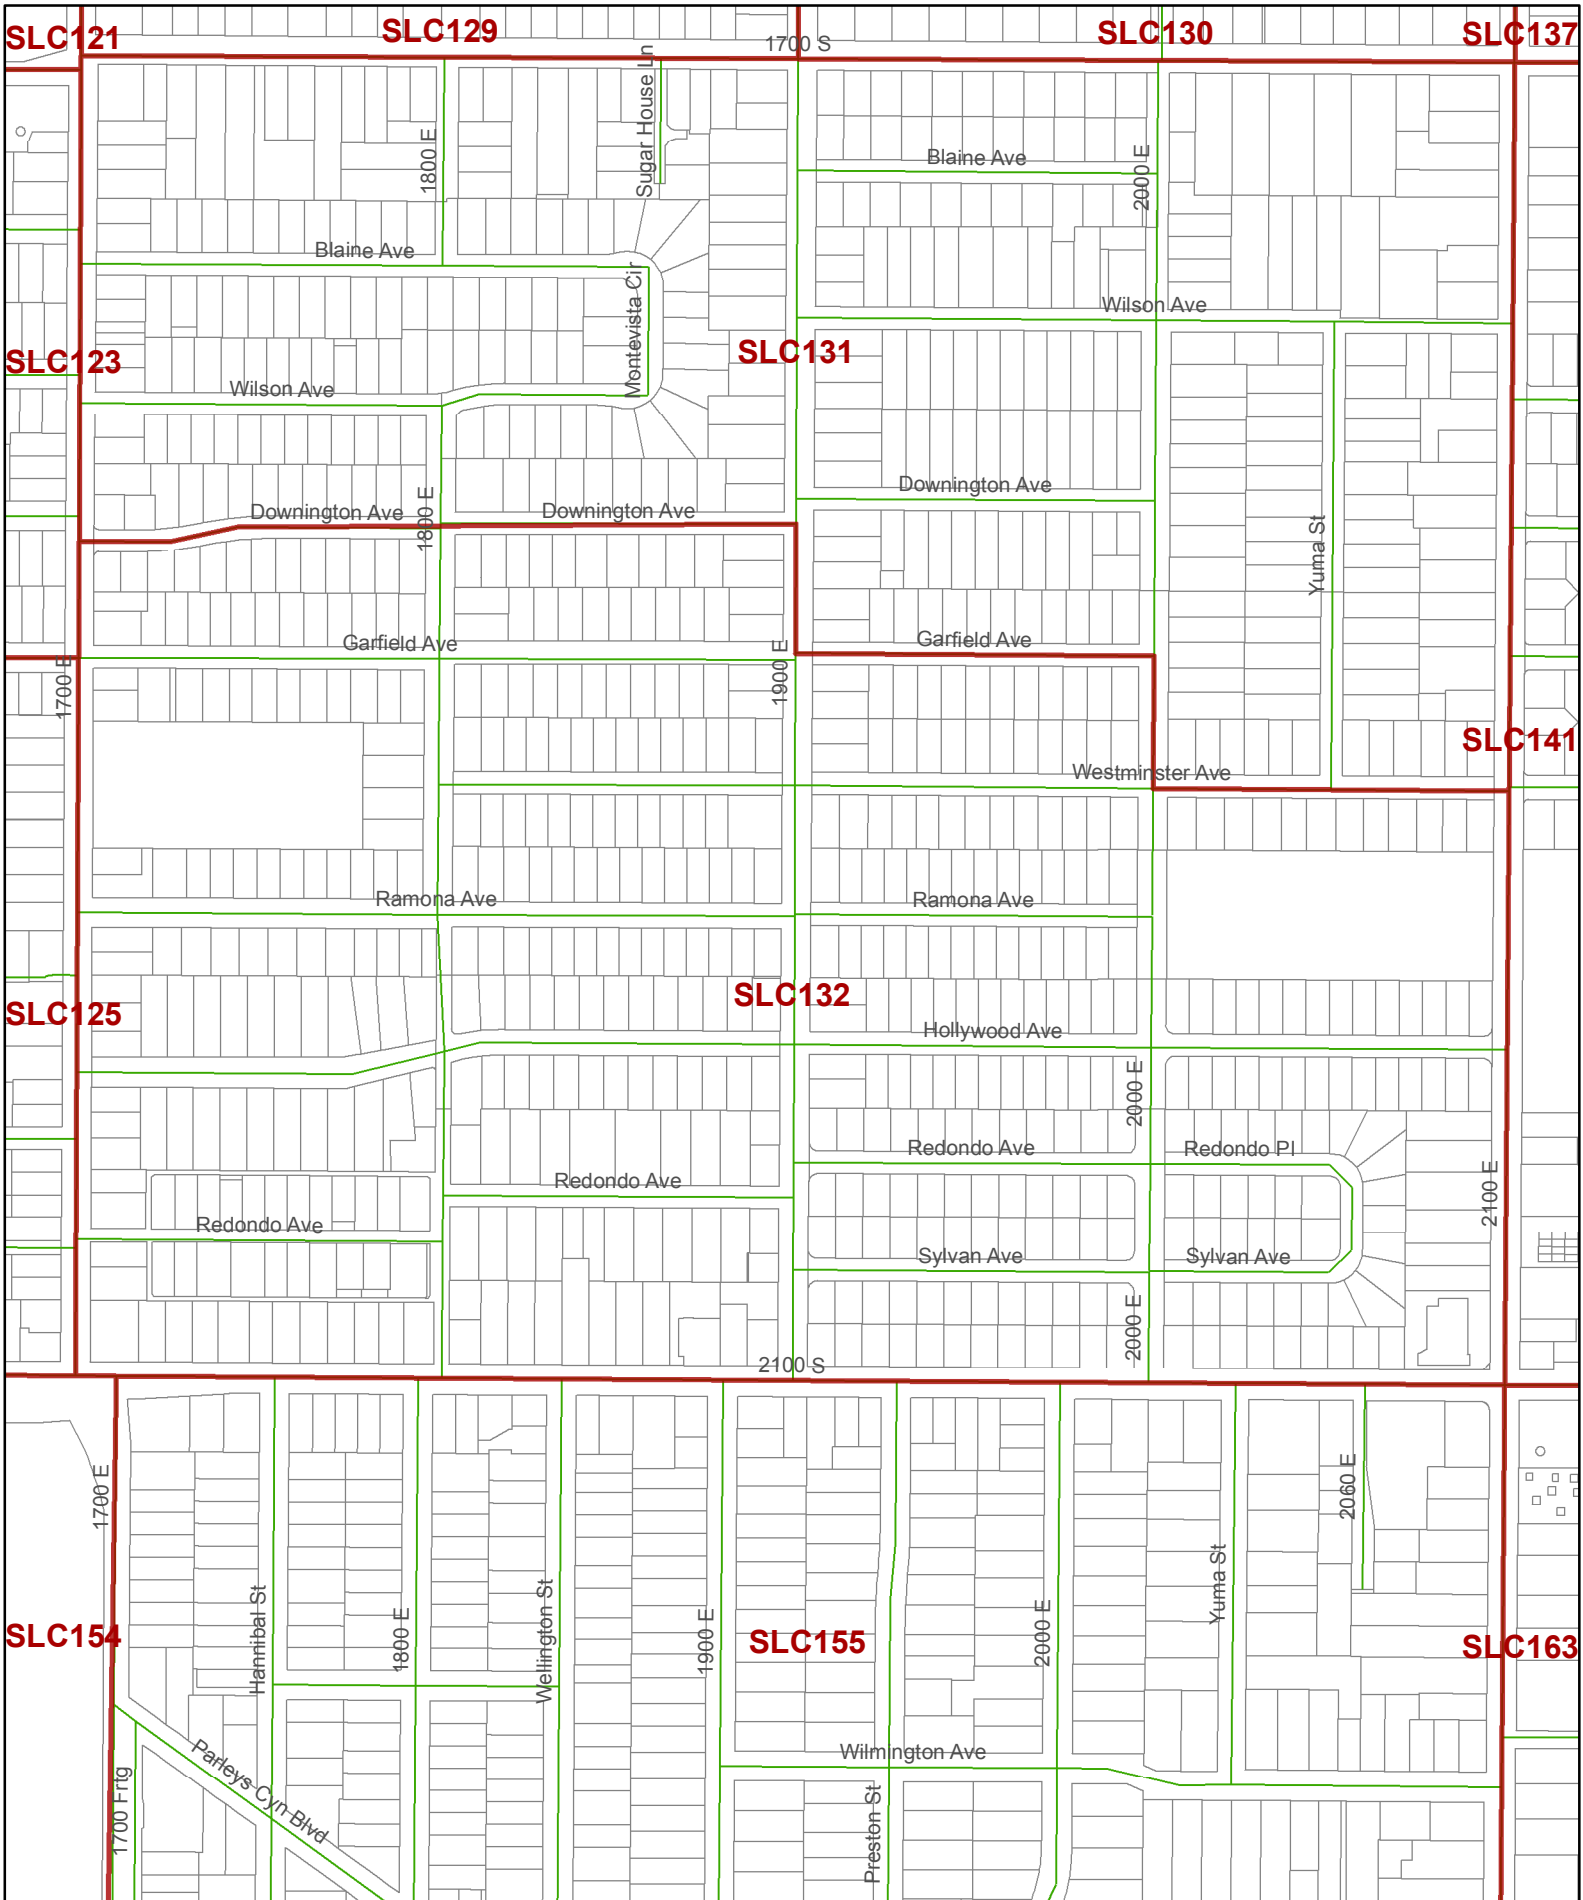 SLC121
SLC129
1700 S
SLC130
SLC137
Sugar House Ln
1800 E
Blaine Ave
2000 E
Blaine Ave
Montevista Cir
Wilson Ave
SLC123
SLC131
Wilson Ave
Downington Ave
1800 E
Downington Ave
Downington Ave
Yuma St
Garfield Ave
1900 E
Garfield Ave
1700 E
SLC141
Westminster Ave
Ramona Ave
Ramona Ave
SLC125
SLC132
Hollywood Ave
2000 E
Redondo Ave
Redondo Pl
2100 E
Redondo Ave
Redondo Ave
Sylvan Ave
Sylvan Ave
2000 E
2100 S
1700 E
2060 E
Hannibal St
1800 E
Wellington St
1900 E
2000 E
Yuma St
SLC154
SLC155
SLC163
Wilmington Ave
Parleys Cyn Blvd
1700 Frtg
Preston St